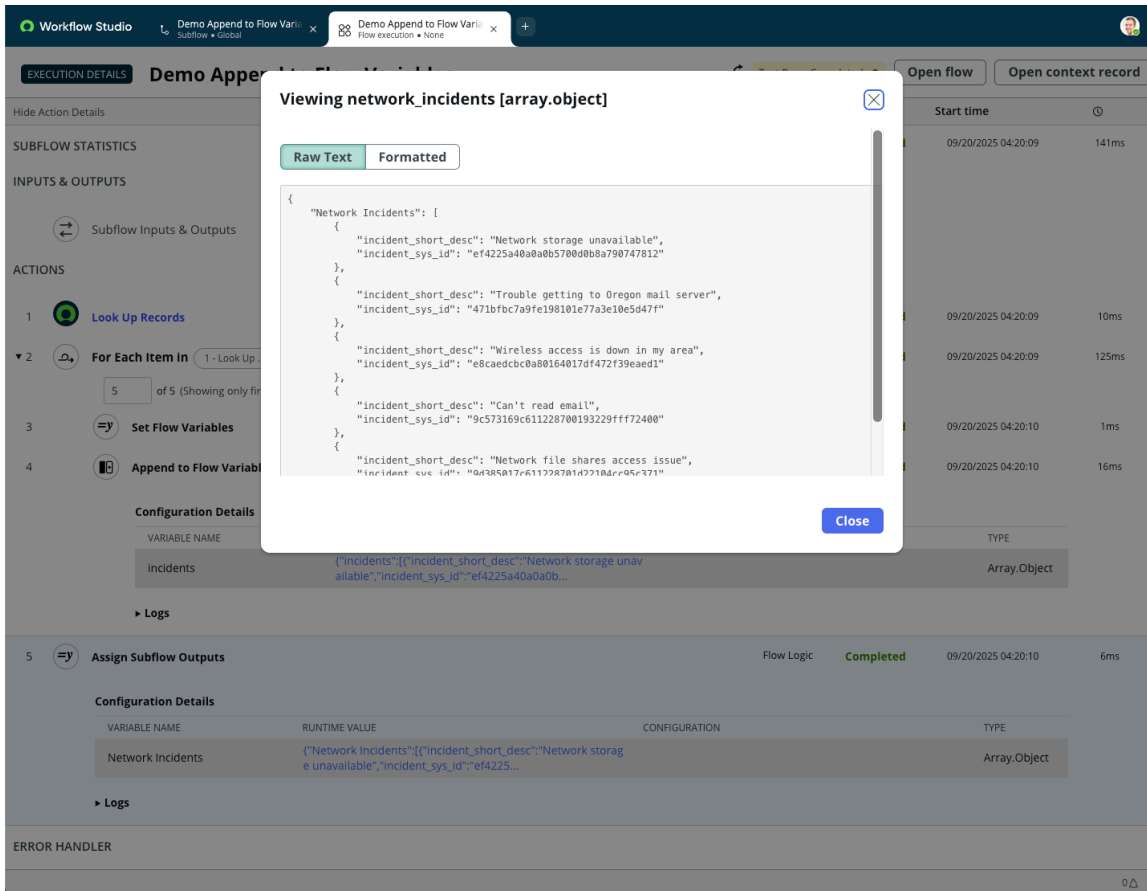 Workflow Studio
Demo Append to Flow Varia
Subflow • Global
Demo Append to Flow Varia
Flow execution • None
EXECUTION DETAILS
Demo Append to Flow Variables
Open flow
Open context record
Hide Action Details
Start time
SUBFLOW STATISTICS
09/20/2025 04:20:09
141ms
INPUTS & OUTPUTS
Subflow Inputs & Outputs
ACTIONS
1
Look Up Records
09/20/2025 04:20:09
10ms
2
For Each Item in
1 - Look Up
09/20/2025 04:20:09
125ms
5
of 5 (Showing only fir
3
Set Flow Variables
09/20/2025 04:20:10
1ms
4
Append to Flow Variabl
09/20/2025 04:20:10
16ms
Viewing network_incidents [array.object]
Raw Text
Formatted
{
"Network Incidents": [
{
"incident_short_desc": "Network storage unavailable",
"incident_sys_id": "ef4225a40a0a0b5700d0b8a790747812"
},
{
"incident_short_desc": "Trouble getting to Oregon mail server",
"incident_sys_id": "471bfbc7a9fe198101e77a3e10e5d47f"
},
{
"incident_short_desc": "Wireless access is down in my area",
"incident_sys_id": "e8caedcbc0a80164017df472f39eaed1"
},
{
"incident_short_desc": "Can't read email",
"incident_sys_id": "9c573169c611228700193229fff72400"
},
{
"incident_short_desc": "Network file shares access issue",
"incident_sys_id": "9d385017c611228701d22104cc95c371"
Close
Configuration Details
VARIABLE NAME
TYPE
incidents
{"incidents":[{"incident_short_desc":"Network storage unav
ailable","incident_sys_id":"ef4225a40a0a0b...
Array.Object
Logs
5
Assign Subflow Outputs
Flow Logic
Completed
09/20/2025 04:20:10
6ms
Configuration Details
VARIABLE NAME
RUNTIME VALUE
CONFIGURATION
TYPE
Network Incidents
{"Network Incidents":[{"incident_short_desc":"Network storag
e unavailable","incident_sys_id":"ef4225...
Array.Object
Logs
ERROR HANDLER
0